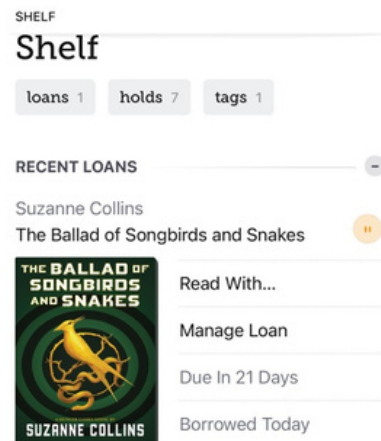 SHELF
Shelf
loans 1 holds 7 tags 1
RECENT LOANS
Suzanne Collins
The Ballad of Songbirds and Snakes
THE BALLAD OF
SONGBIRDS
AND SNAKES
SUZANNE COLLINS
Read With...
Manage Loan
Due In 21 Days
Borrowed Today